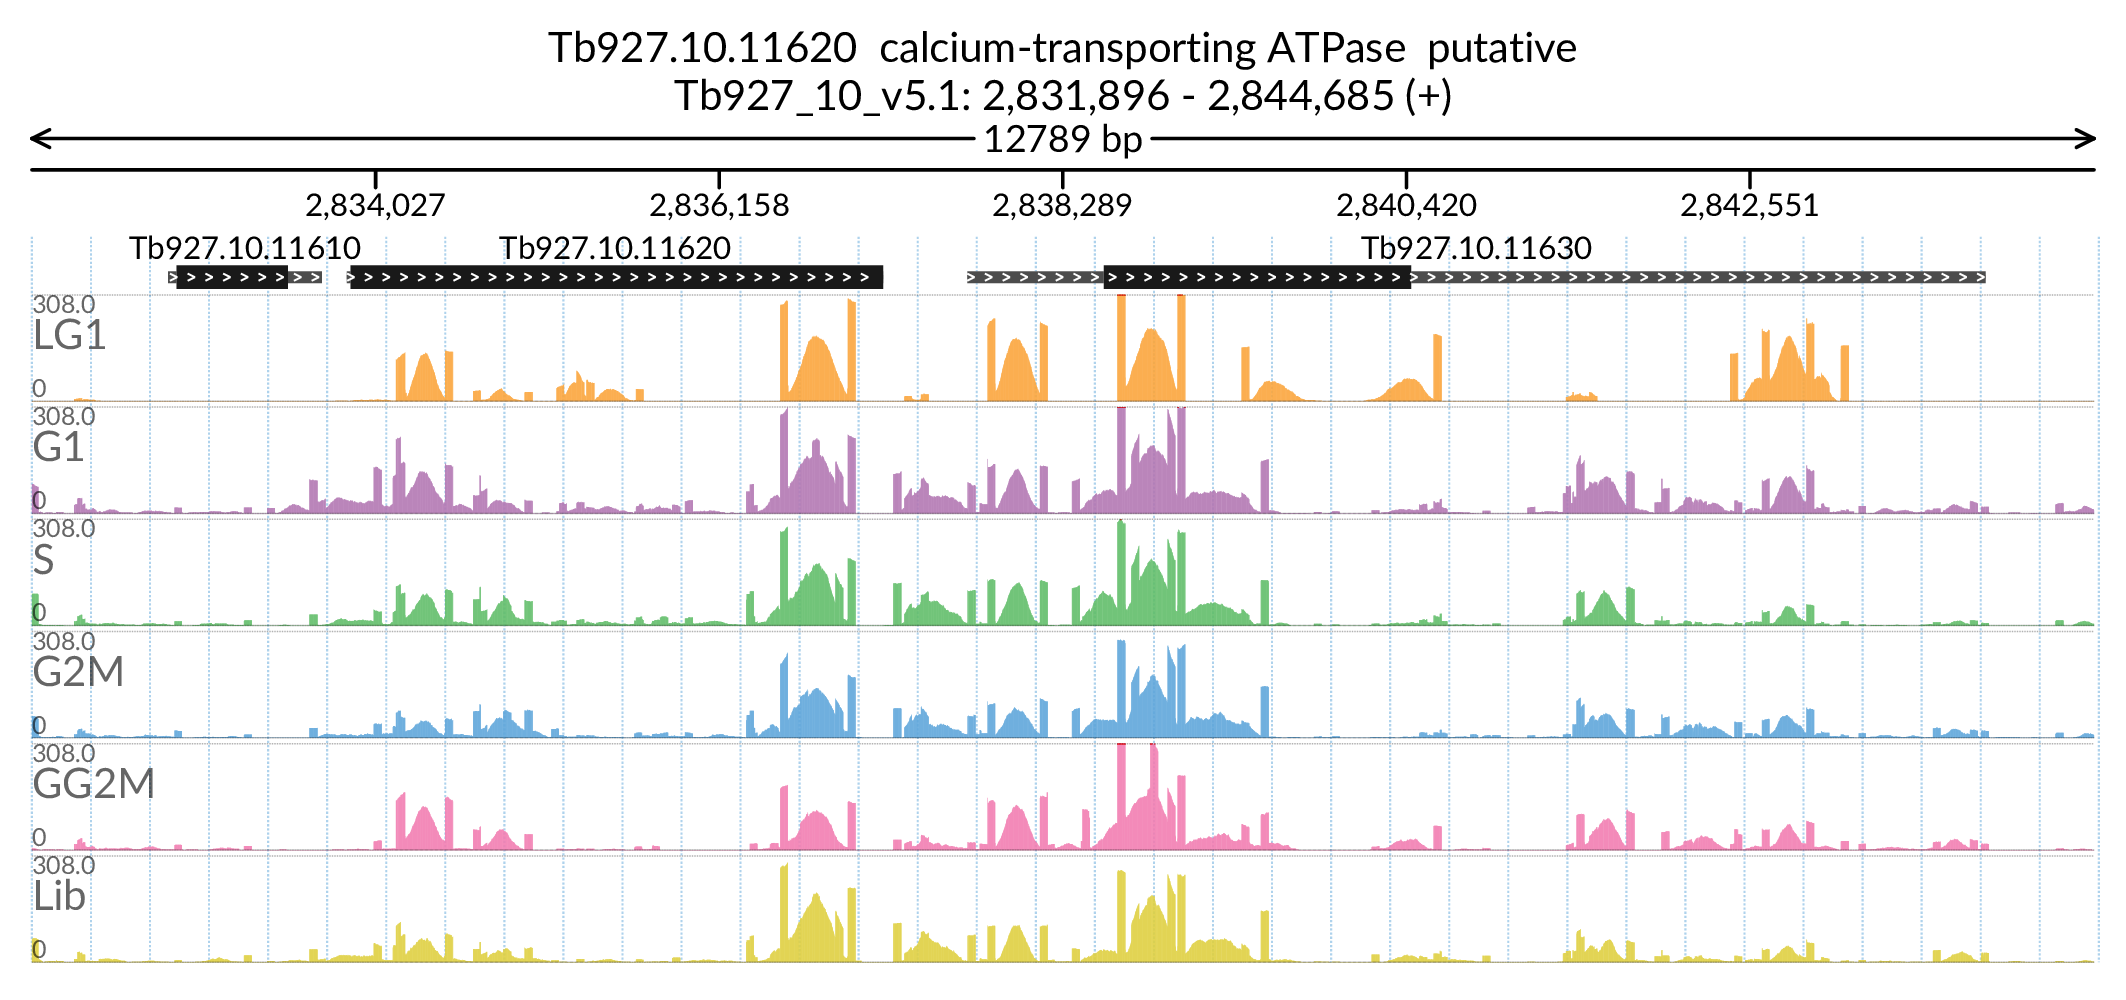 Tb927.10.11620 calcium-transporting ATPase putative
Tb927_10_v5.1: 2,831,896 - 2,844,685 (+)
12789 bp
2,834,027 2,836,158 2,838,289 2,840,420 2,842,551
Tb927.10.11610 Tb927.10.11620 Tb927.10.11630
308.0
LG1
0
308.0
G1
0
308.0
S
0
308.0
G2M
0
308.0
GG2M
0
308.0
Lib
0